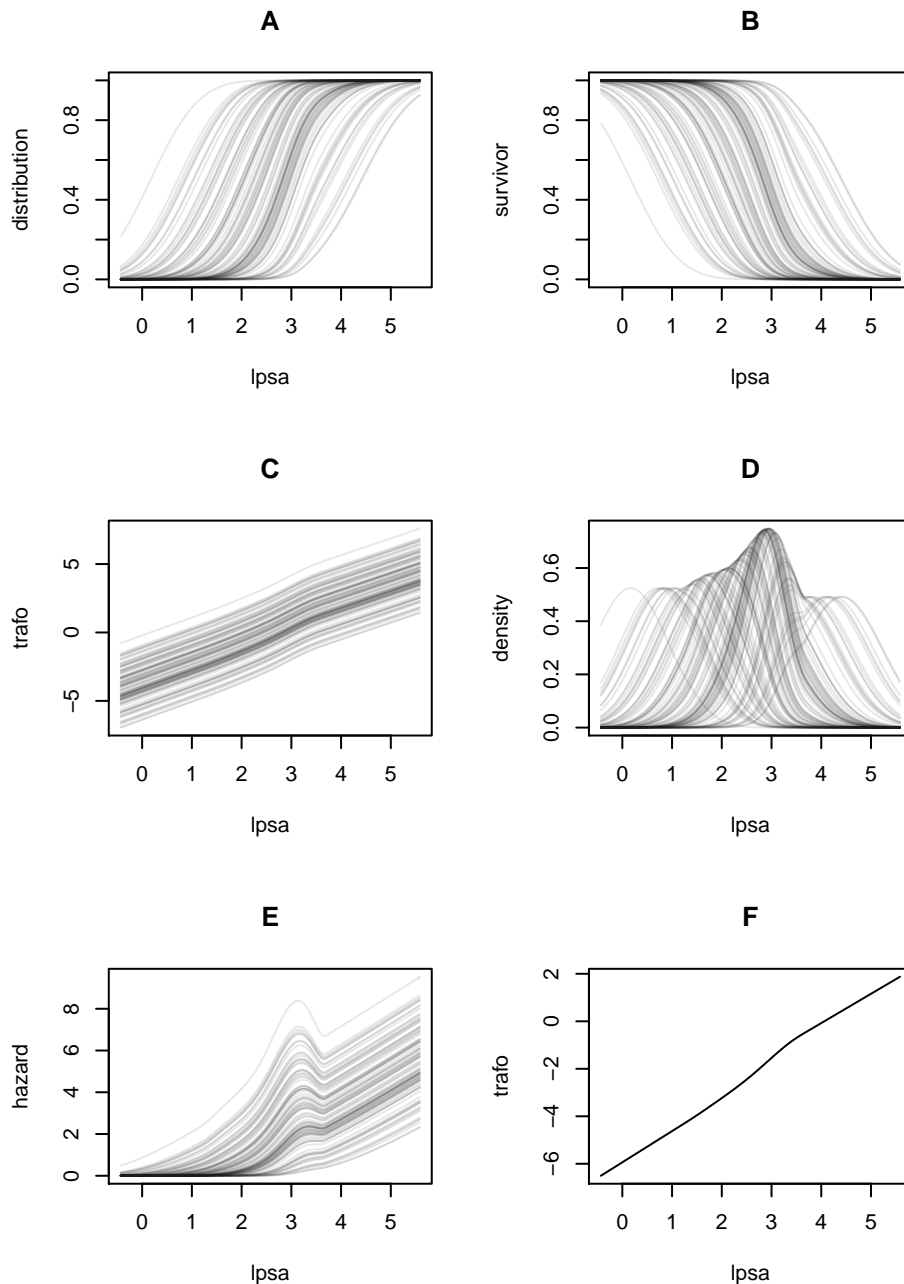 A
distribution
0.0 0.4 0.8
0 1 2 3 4 5
lpsa
B
survivor
0.0 0.4 0.8
0 1 2 3 4 5
lpsa
C
trafo
−5 0 5
0 1 2 3 4 5
lpsa
D
density
0.0 0.2 0.4 0.6
0 1 2 3 4 5
lpsa
E
hazard
0 2 4 6 8
0 1 2 3 4 5
lpsa
F
trafo
−6 −4 −2 0 2
0 1 2 3 4 5
lpsa